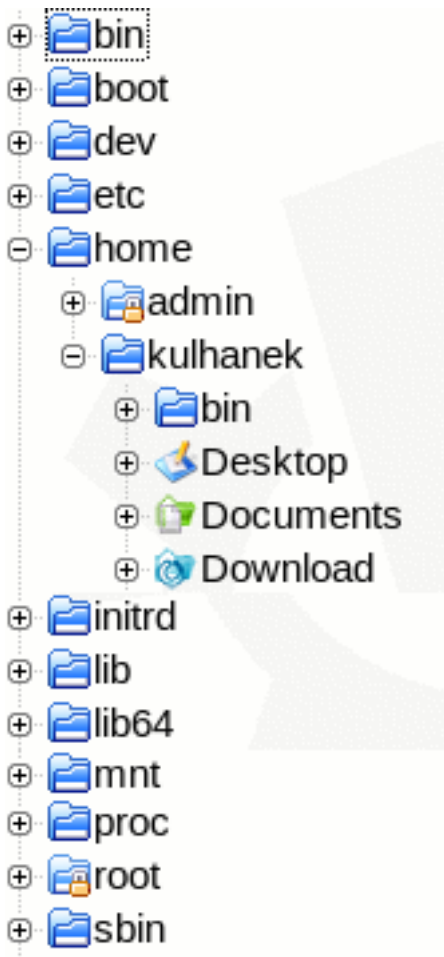 bin
boot
dev
etc
home
admin
kulhanek
bin
Desktop
Documents
Download
initrd
lib
lib64
mnt
proc
root
sbin